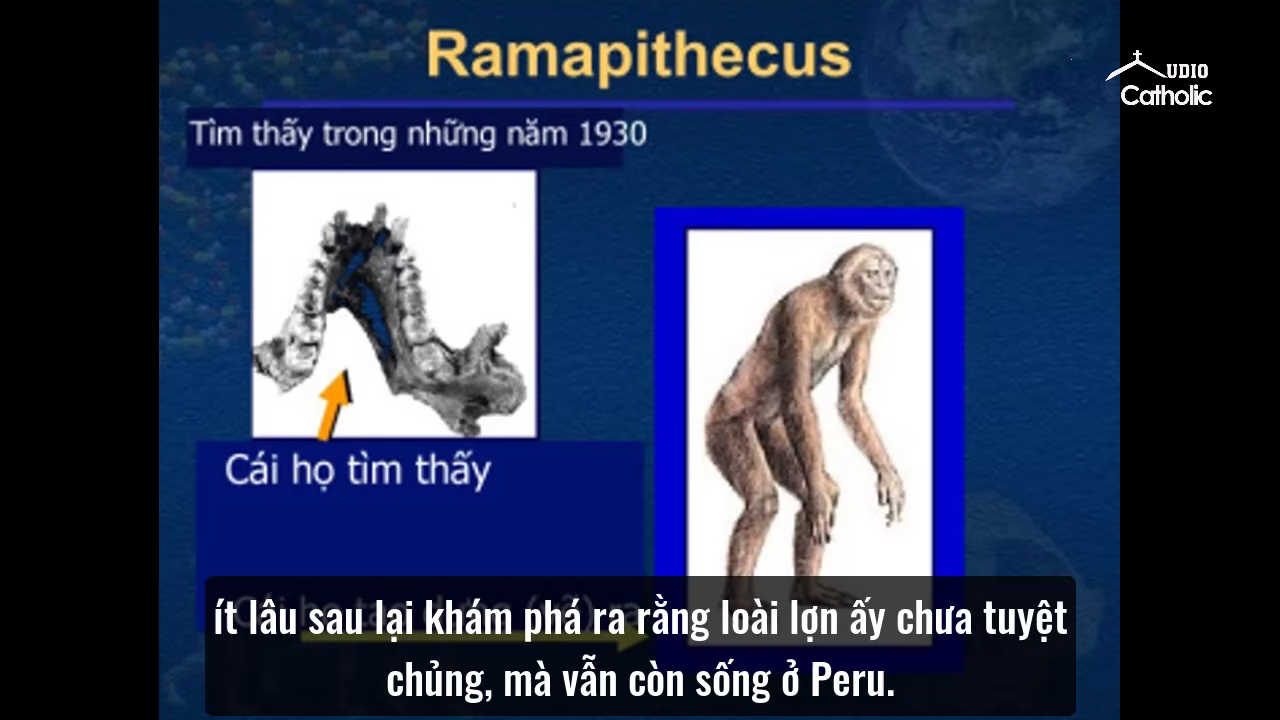 Ramapithecus
UDIO
Catholic
Tìm thấy trong những năm 1930
Cái họ tìm thấy
ít lâu sau lại khám phá ra rằng loài lợn ấy chưa tuyệt
chủng, mà vẫn còn sống ở Peru.